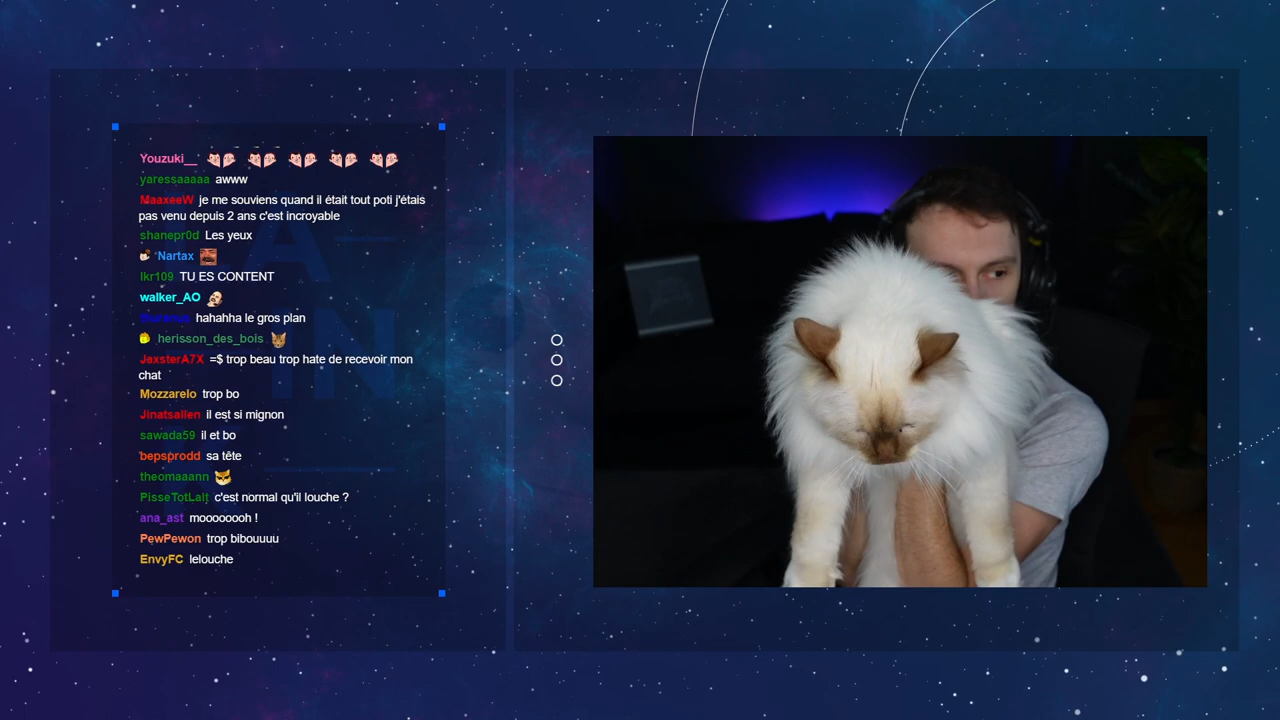 Youzuki__
yaressaaaaa awww
MaaxeeW je me souviens quand il était tout poti j'étais
pas venu depuis 2 ans c'est incroyable
shanepr0d Les yeux
Nartax
lkr109 TU ES CONTENT
walker_AO
hahahha le gros plan
herisson_des_bois
JaxsterA7X =$ trop beau trop hate de recevoir mon
chat
Mozzarelo trop bo
Jinatsallen il est si mignon
sawada59 il et bo
bepsprodd sa tête
theomaaann
PisseTotLait c'est normal qu'il louche ?
ana_ast moooooooh !
PewPewon trop bibouuuu
EnvyFC lelouche